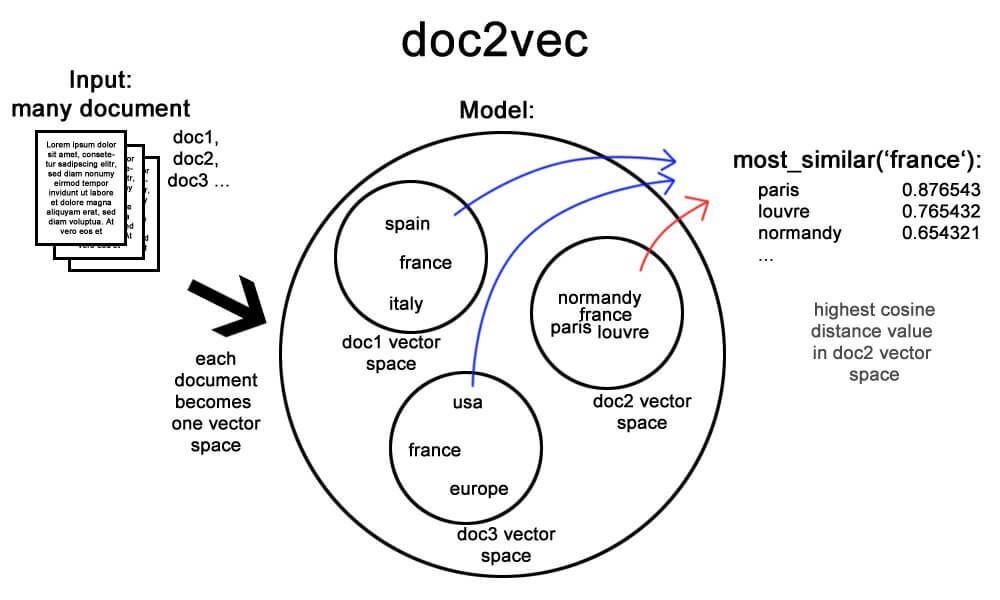 doc2vec
Input:
many document
Lorem ipsum dolor
sit amet, consete-
tur sadipscing elitr,
sed diam nonumy
eirmod tempor
invidunt ut labore
et dolore magna
aliquyam erat, sed
diam voluptua. At
vero eos et
doc1,
doc2,
doc3 ...
each
document
becomes
one vector
space
Model:
spain
france
italy
doc1 vector
space
normandy
france
paris louvre
doc2 vector
space
usa
france
europe
doc3 vector
space
most_similar(‘france‘):
paris 0.876543
louvre 0.765432
normandy 0.654321
...
highest cosine
distance value
in doc2 vector
space